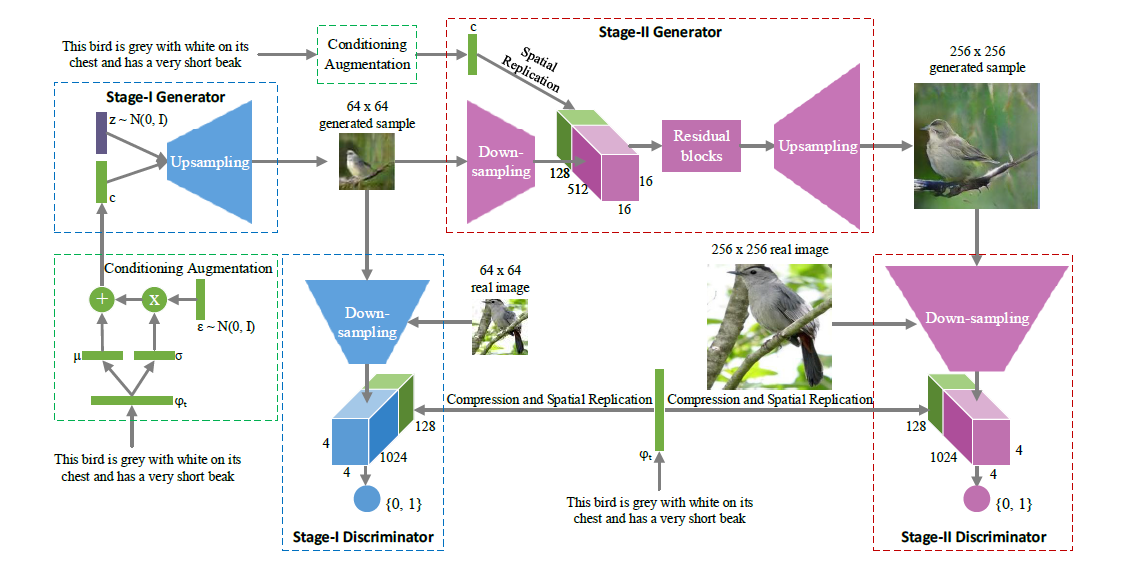 This bird is grey with white on its
chest and has a very short beak
Conditioning
Augmentation
c
Stage-II Generator
Spatial
Replication
256 x 256
generated sample
Stage-I Generator
z ~ N(0, I)
Upsampling
c
64 x 64
generated sample
Down-
sampling
128
512
16
16
Residual
blocks
Upsampling
Conditioning Augmentation
+
x
ε ~ N(0, I)
μ
σ
φt
This bird is grey with white on its
chest and has a very short beak
64 x 64
real image
Down-
sampling
256 x 256 real image
Down-sampling
Compression and Spatial Replication
Compression and Spatial Replication
128
4
1024
4
{0, 1}
Stage-I Discriminator
φt
This bird is grey with white on its
chest and has a very short beak
128
1024
4
4
{0, 1}
Stage-II Discriminator